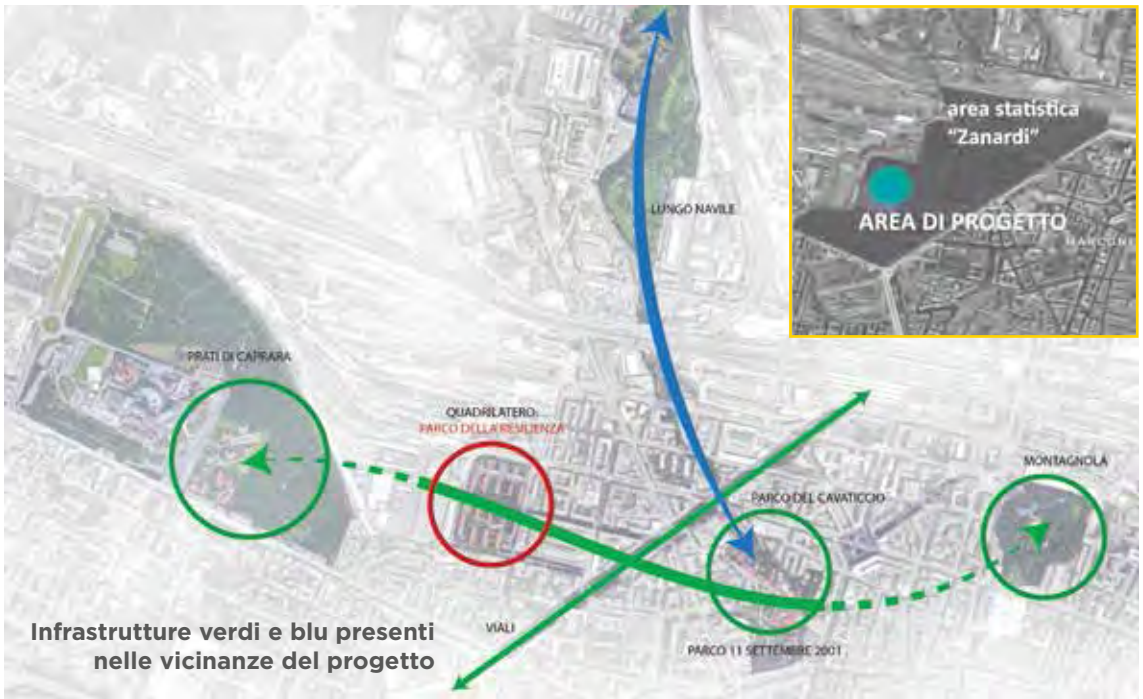 area statistica
"Zanardi"
AREA DI PROGETTO
MARCONI
LUNGO NAVILE
PRATI DI CAPRARA
QUADRILATERO:
PARCO DELLA RESILIENZA
MONTAGNOLA
PARCO DEL CAVATICCIO
VIALI
PARCO 11 SETTEMBRE 2001
Infrastrutture verdi e blu presenti
nelle vicinanze del progetto